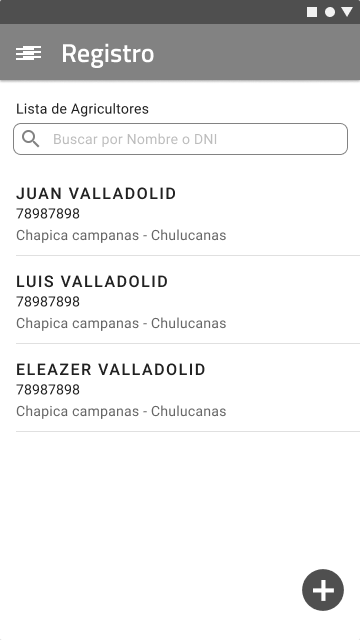 Registro
Lista de Agricultores
Buscar por Nombre o DNI
JUAN VALLADOLID
78987898
Chapica campanas - Chulucanas
LUIS VALLADOLID
78987898
Chapica campanas - Chulucanas
ELEAZER VALLADOLID
78987898
Chapica campanas - Chulucanas